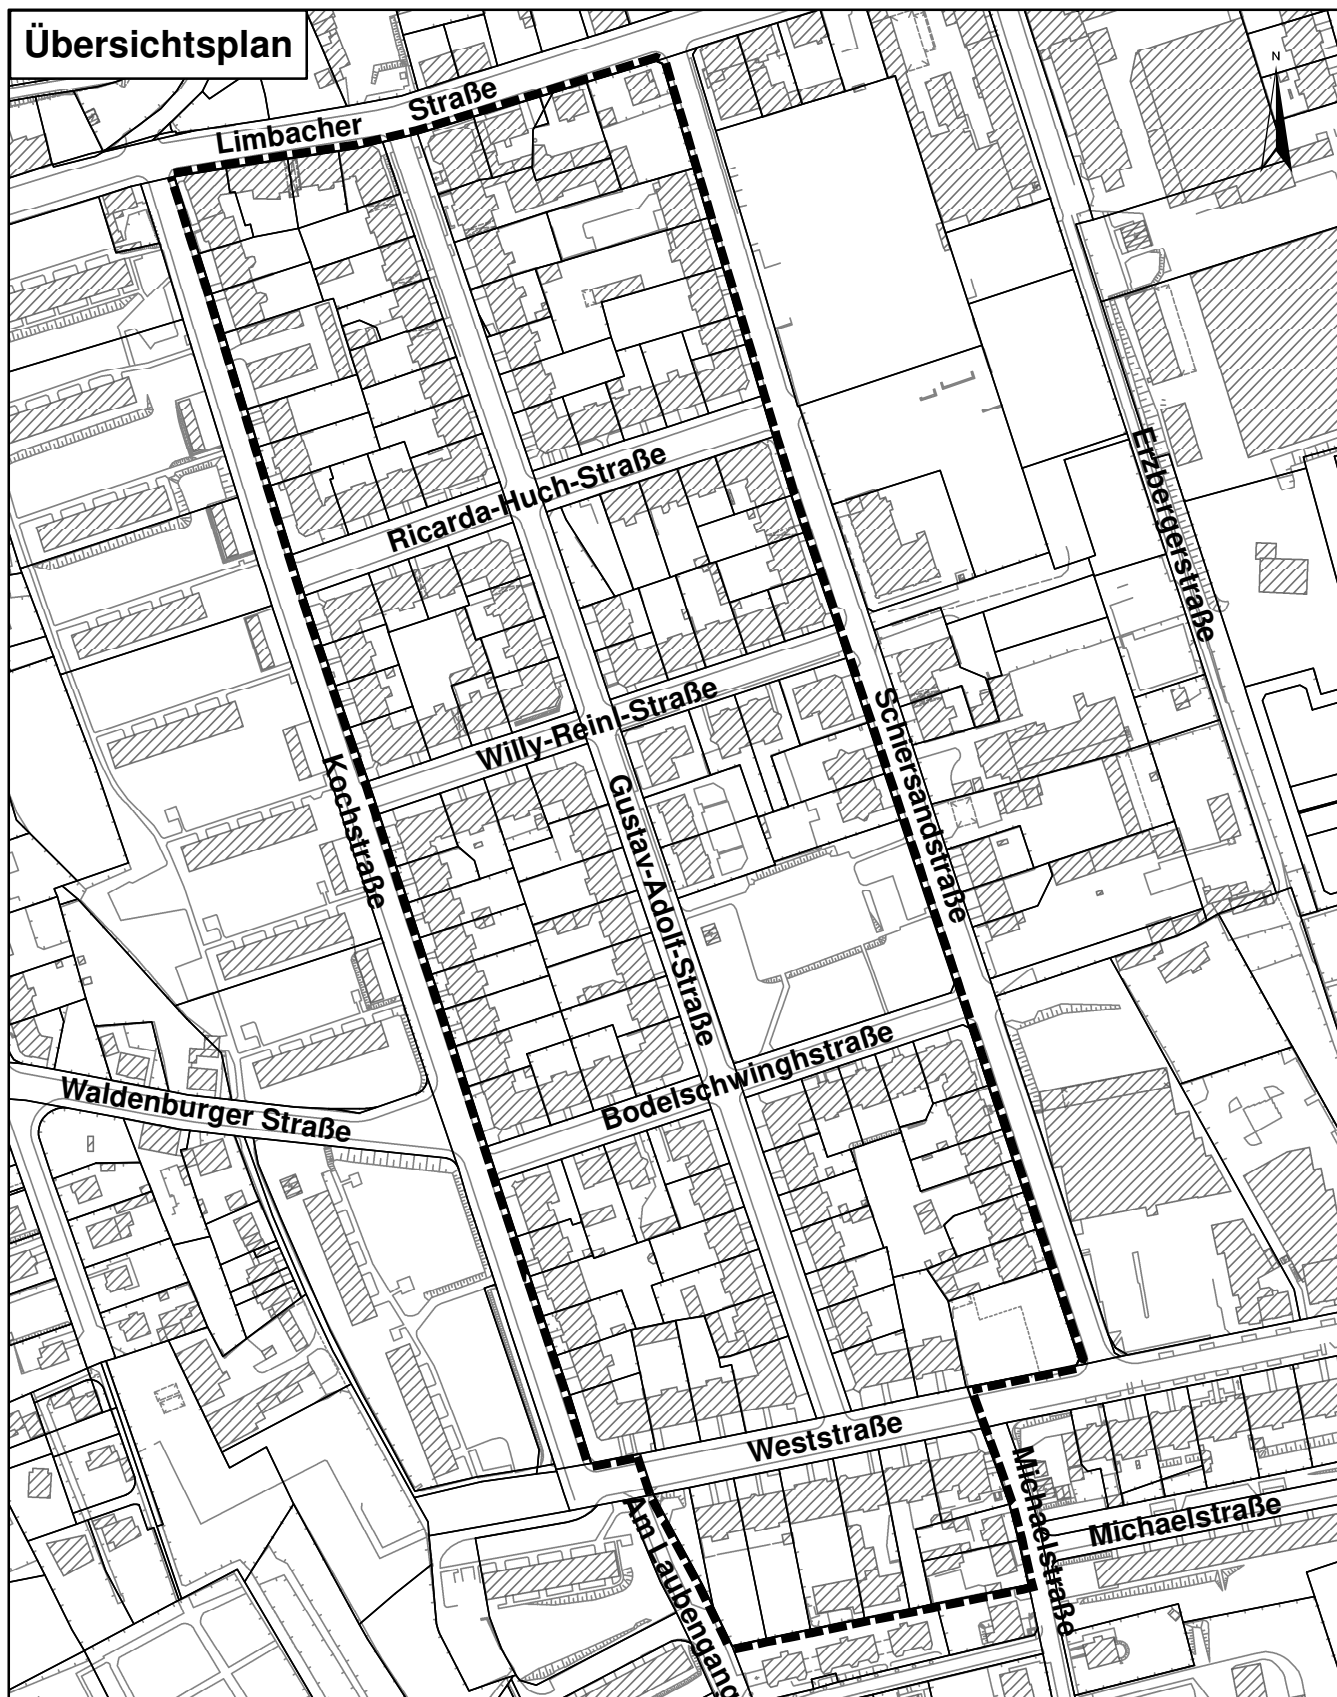 Übersichtsplan
N
Limbacher Straße
Erzbergerstraße
Ricarda-Huch-Straße
Willy-Reinl-Straße
Schiersandstraße
Kochstraße
Gustav-Adolf-Straße
Bodelschwinghstraße
Waldenburger Straße
Weststraße
Michaelstraße
Michaelstraße
Am Laubengang